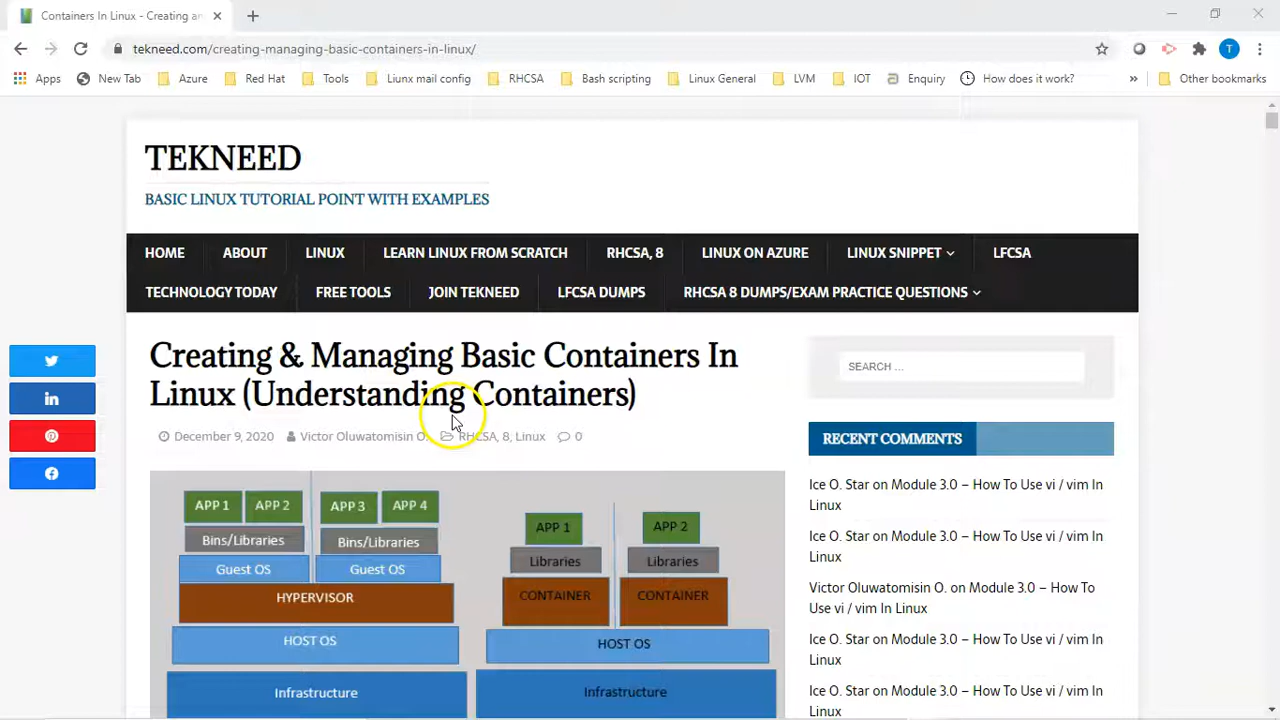 Containers In Linux - Creating an
tekneed.com/creating-managing-basic-containers-in-linux/
T
Apps New Tab Azure Red Hat Tools Liunx mail config RHCSA Bash scripting Linux General LVM IOT Enquiry How does it work? » Other bookmarks
TEKNEED
BASIC LINUX TUTORIAL POINT WITH EXAMPLES
HOME ABOUT LINUX LEARN LINUX FROM SCRATCH RHCSA, 8 LINUX ON AZURE LINUX SNIPPET LFCSA
TECHNOLOGY TODAY FREE TOOLS JOIN TEKNEED LFCSA DUMPS RHCSA 8 DUMPS/EXAM PRACTICE QUESTIONS
Creating & Managing Basic Containers In
Linux (Understanding Containers)
December 9, 2020 Victor Oluwatomisin O. RHCSA, 8, Linux 0
APP 1 APP 2 APP 3 APP 4
Bins/Libraries Bins/Libraries
Guest OS Guest OS
HYPERVISOR
HOST OS
Infrastructure
APP 1 APP 2
Libraries Libraries
CONTAINER CONTAINER
HOST OS
Infrastructure
SEARCH ...
RECENT COMMENTS
Ice O. Star on Module 3.0 – How To Use vi / vim In
Linux
Ice O. Star on Module 3.0 – How To Use vi / vim In
Linux
Victor Oluwatomisin O. on Module 3.0 – How To
Use vi / vim In Linux
Ice O. Star on Module 3.0 – How To Use vi / vim In
Linux
Ice O. Star on Module 3.0 – How To Use vi / vim In
Linux